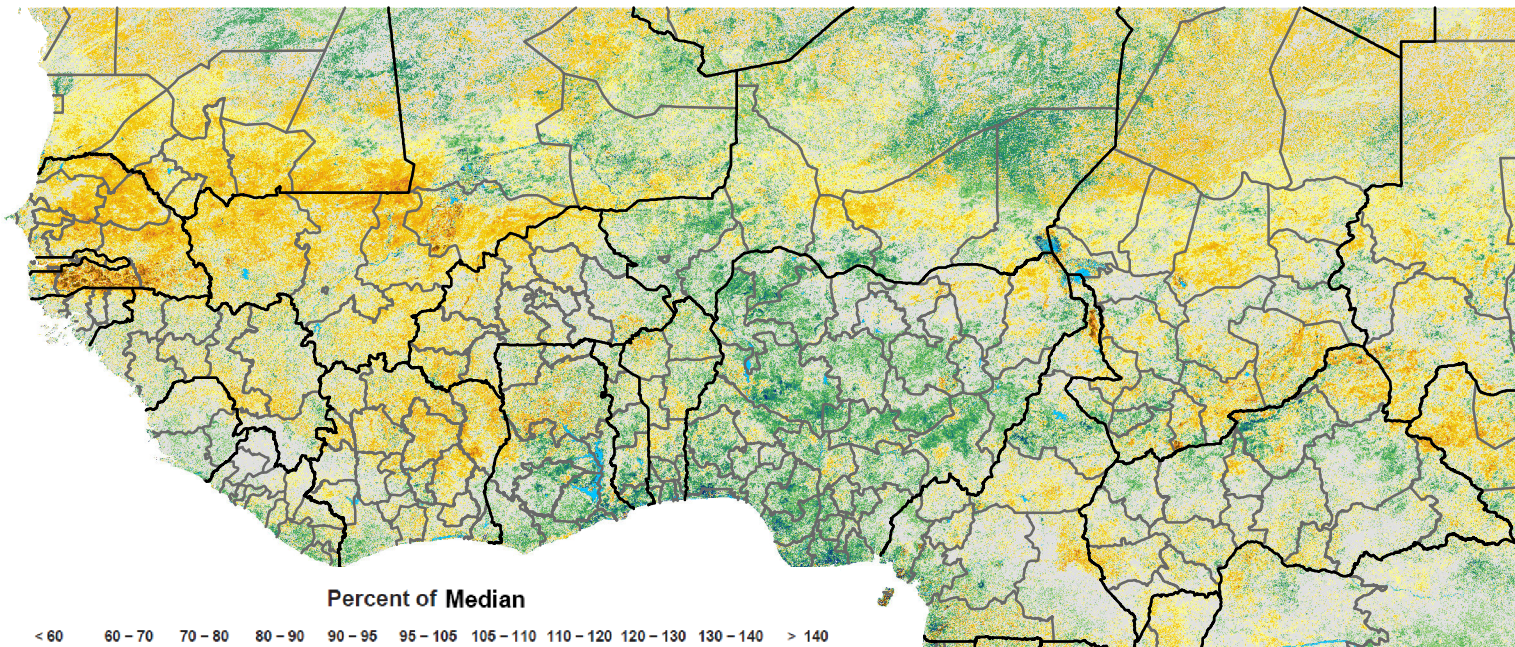 Percent of Median
< 60 60 – 70 70 – 80 80 – 90 90 – 95 95 – 105 105 – 110 110 – 120 120 – 130 130 – 140 > 140